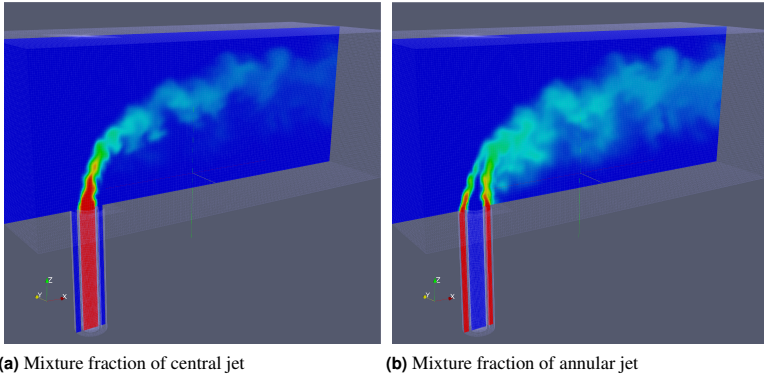 Z
Y
X
Z
Y
X
(a) Mixture fraction of central jet
(b) Mixture fraction of annular jet